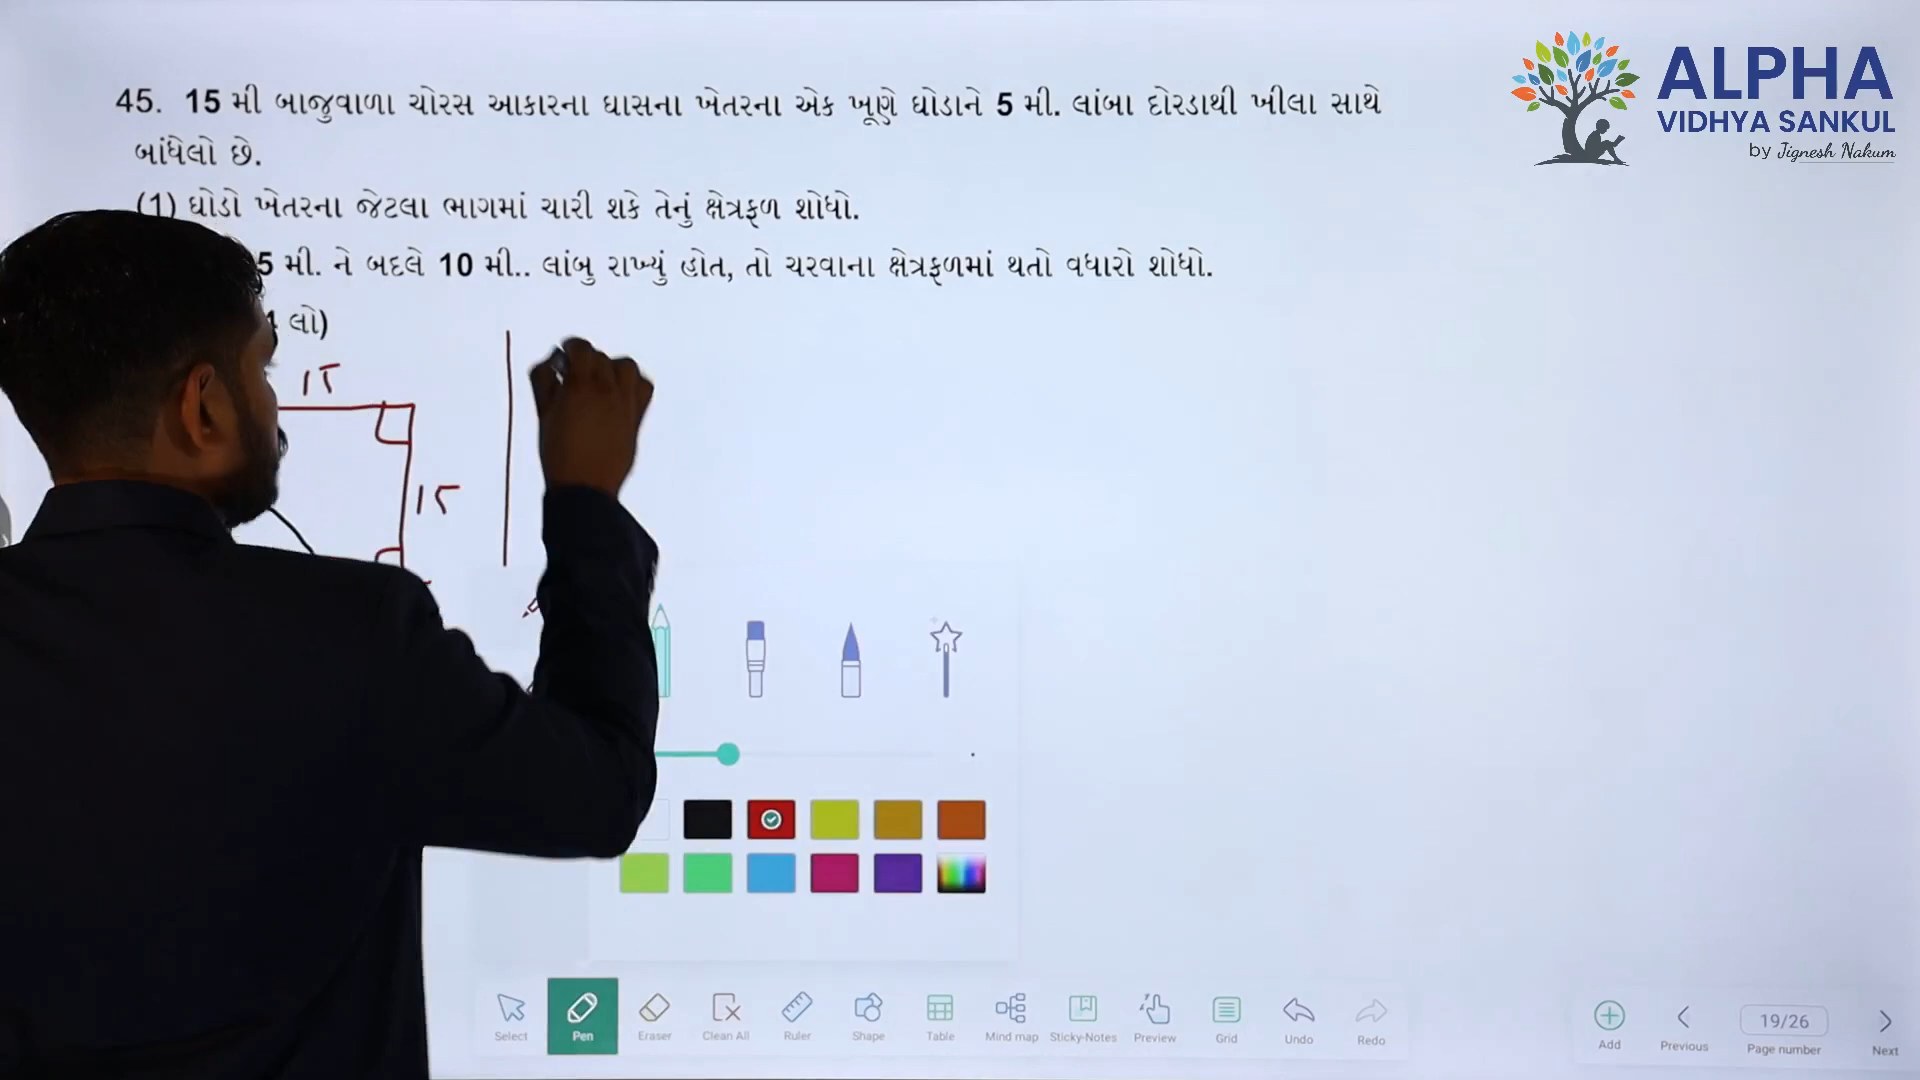 45. 15 મી બાજુવાળા ચોરસ આકારના ઘાસના ખેતરના એક ખૂણે ઘોડાને 5 મી. લાંબા દોરડાથી ખીલા સાથે
બાંધેલો છે.
(1) ઘોડો ખેતરના જેટલા ભાગમાં ચારી શકે તેનું ક્ષેત્રફળ શોધો.
5 મી. ને બદલે 10 મી.. લાંબુ રાખ્યું હોત, તો ચરવાના ક્ષેત્રફળમાં થતો વધારો શોધો.
લો)
15
15
ALPHA
VIDHYA SANKUL
by Jignesh Nakum
Select Pen Eraser Clean All Ruler Shape Table Mind map Sticky-Notes Preview Grid Undo Redo
Add Previous 19/26 Page number Next